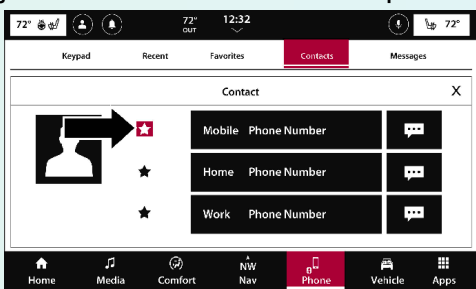 72° 72° OUT 12:32 72°
Keypad Recent Favorites Contacts Messages
Contact X
Mobile Phone Number
Home Phone Number
Work Phone Number
NW
Home Media Comfort Nav Phone Vehicle Apps